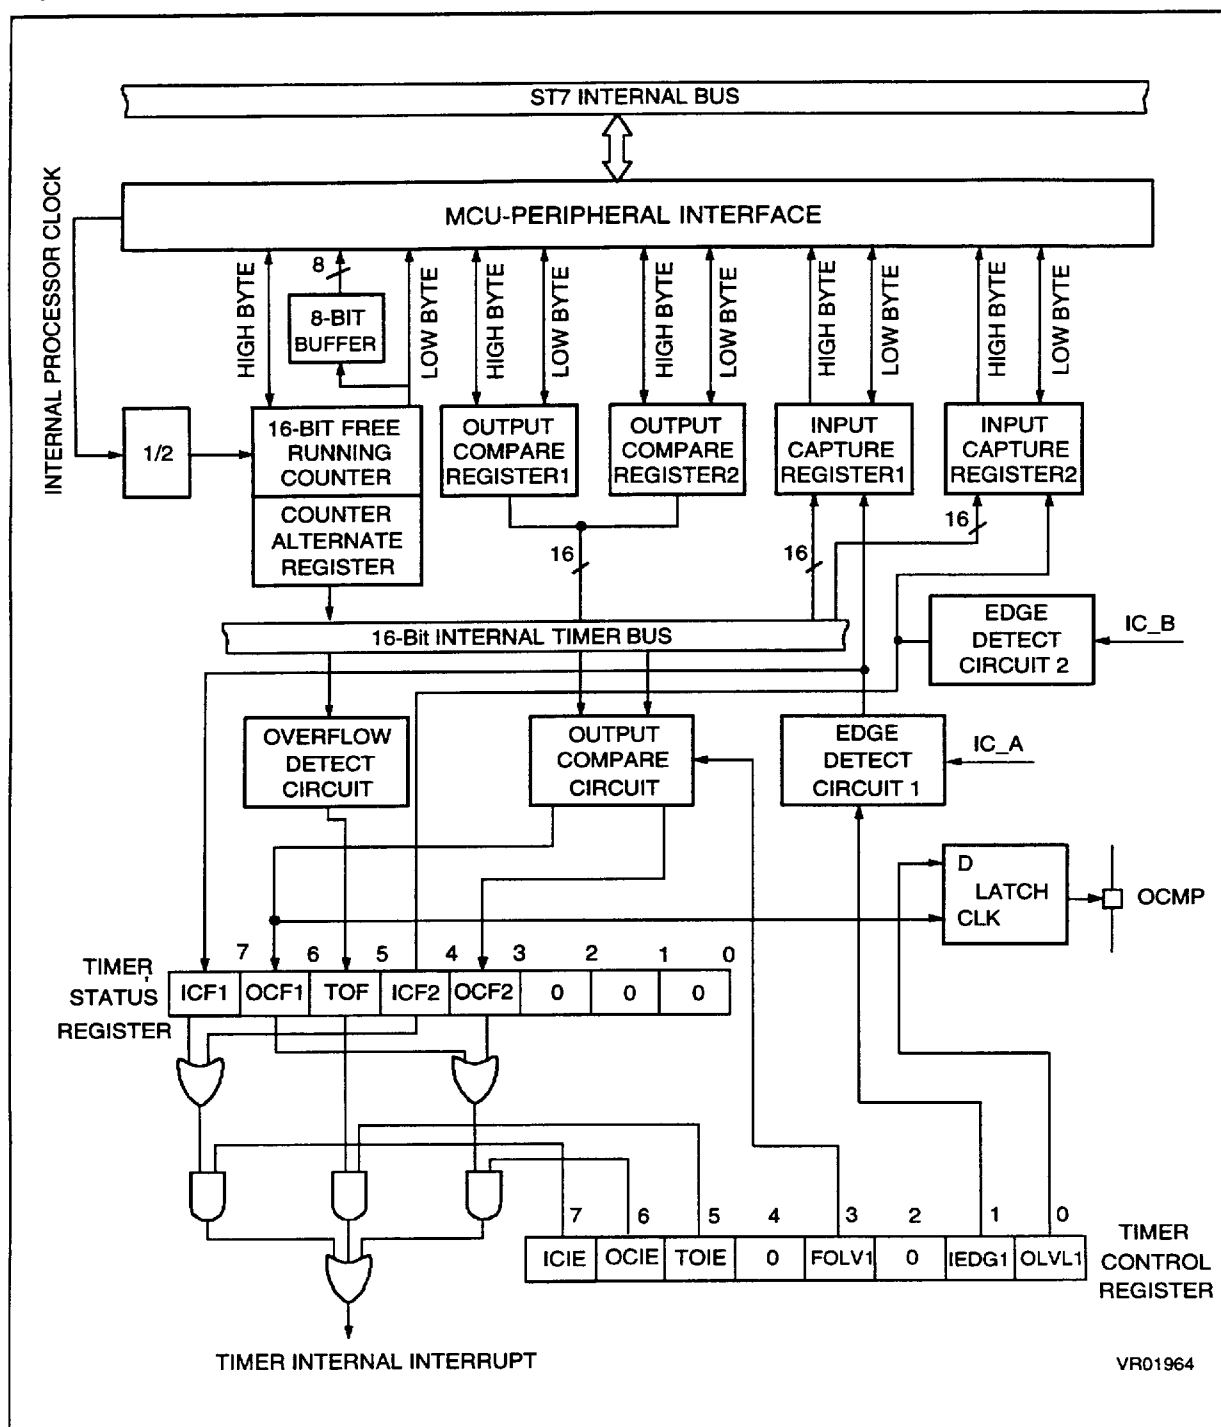 ST7 INTERNAL BUS
MCU-PERIPHERAL INTERFACE
INTERNAL PROCESSOR CLOCK
HIGH BYTE
8
8-BIT
BUFFER
LOW BYTE
HIGH BYTE
LOW BYTE
HIGH BYTE
LOW BYTE
HIGH BYTE
LOW BYTE
HIGH BYTE
LOW BYTE
1/2
16-BIT FREE
RUNNING
COUNTER
COUNTER
ALTERNATE
REGISTER
OUTPUT
COMPARE
REGISTER1
OUTPUT
COMPARE
REGISTER2
INPUT
CAPTURE
REGISTER1
INPUT
CAPTURE
REGISTER2
16
16
16
16-Bit INTERNAL TIMER BUS
EDGE
DETECT
CIRCUIT 2
IC_B
OVERFLOW
DETECT
CIRCUIT
OUTPUT
COMPARE
CIRCUIT
EDGE
DETECT
CIRCUIT 1
IC_A
D
LATCH
CLK
OCMP
7 6 5 4 3 2 1 0
TIMER
STATUS
REGISTER
ICF1 OCF1 TOF ICF2 OCF2 0 0 0
7 6 5 4 3 2 1 0
ICIE OCIE TOIE 0 FOLV1 0 IEDG1 OLVL1
TIMER
CONTROL
REGISTER
TIMER INTERNAL INTERRUPT
VR01964